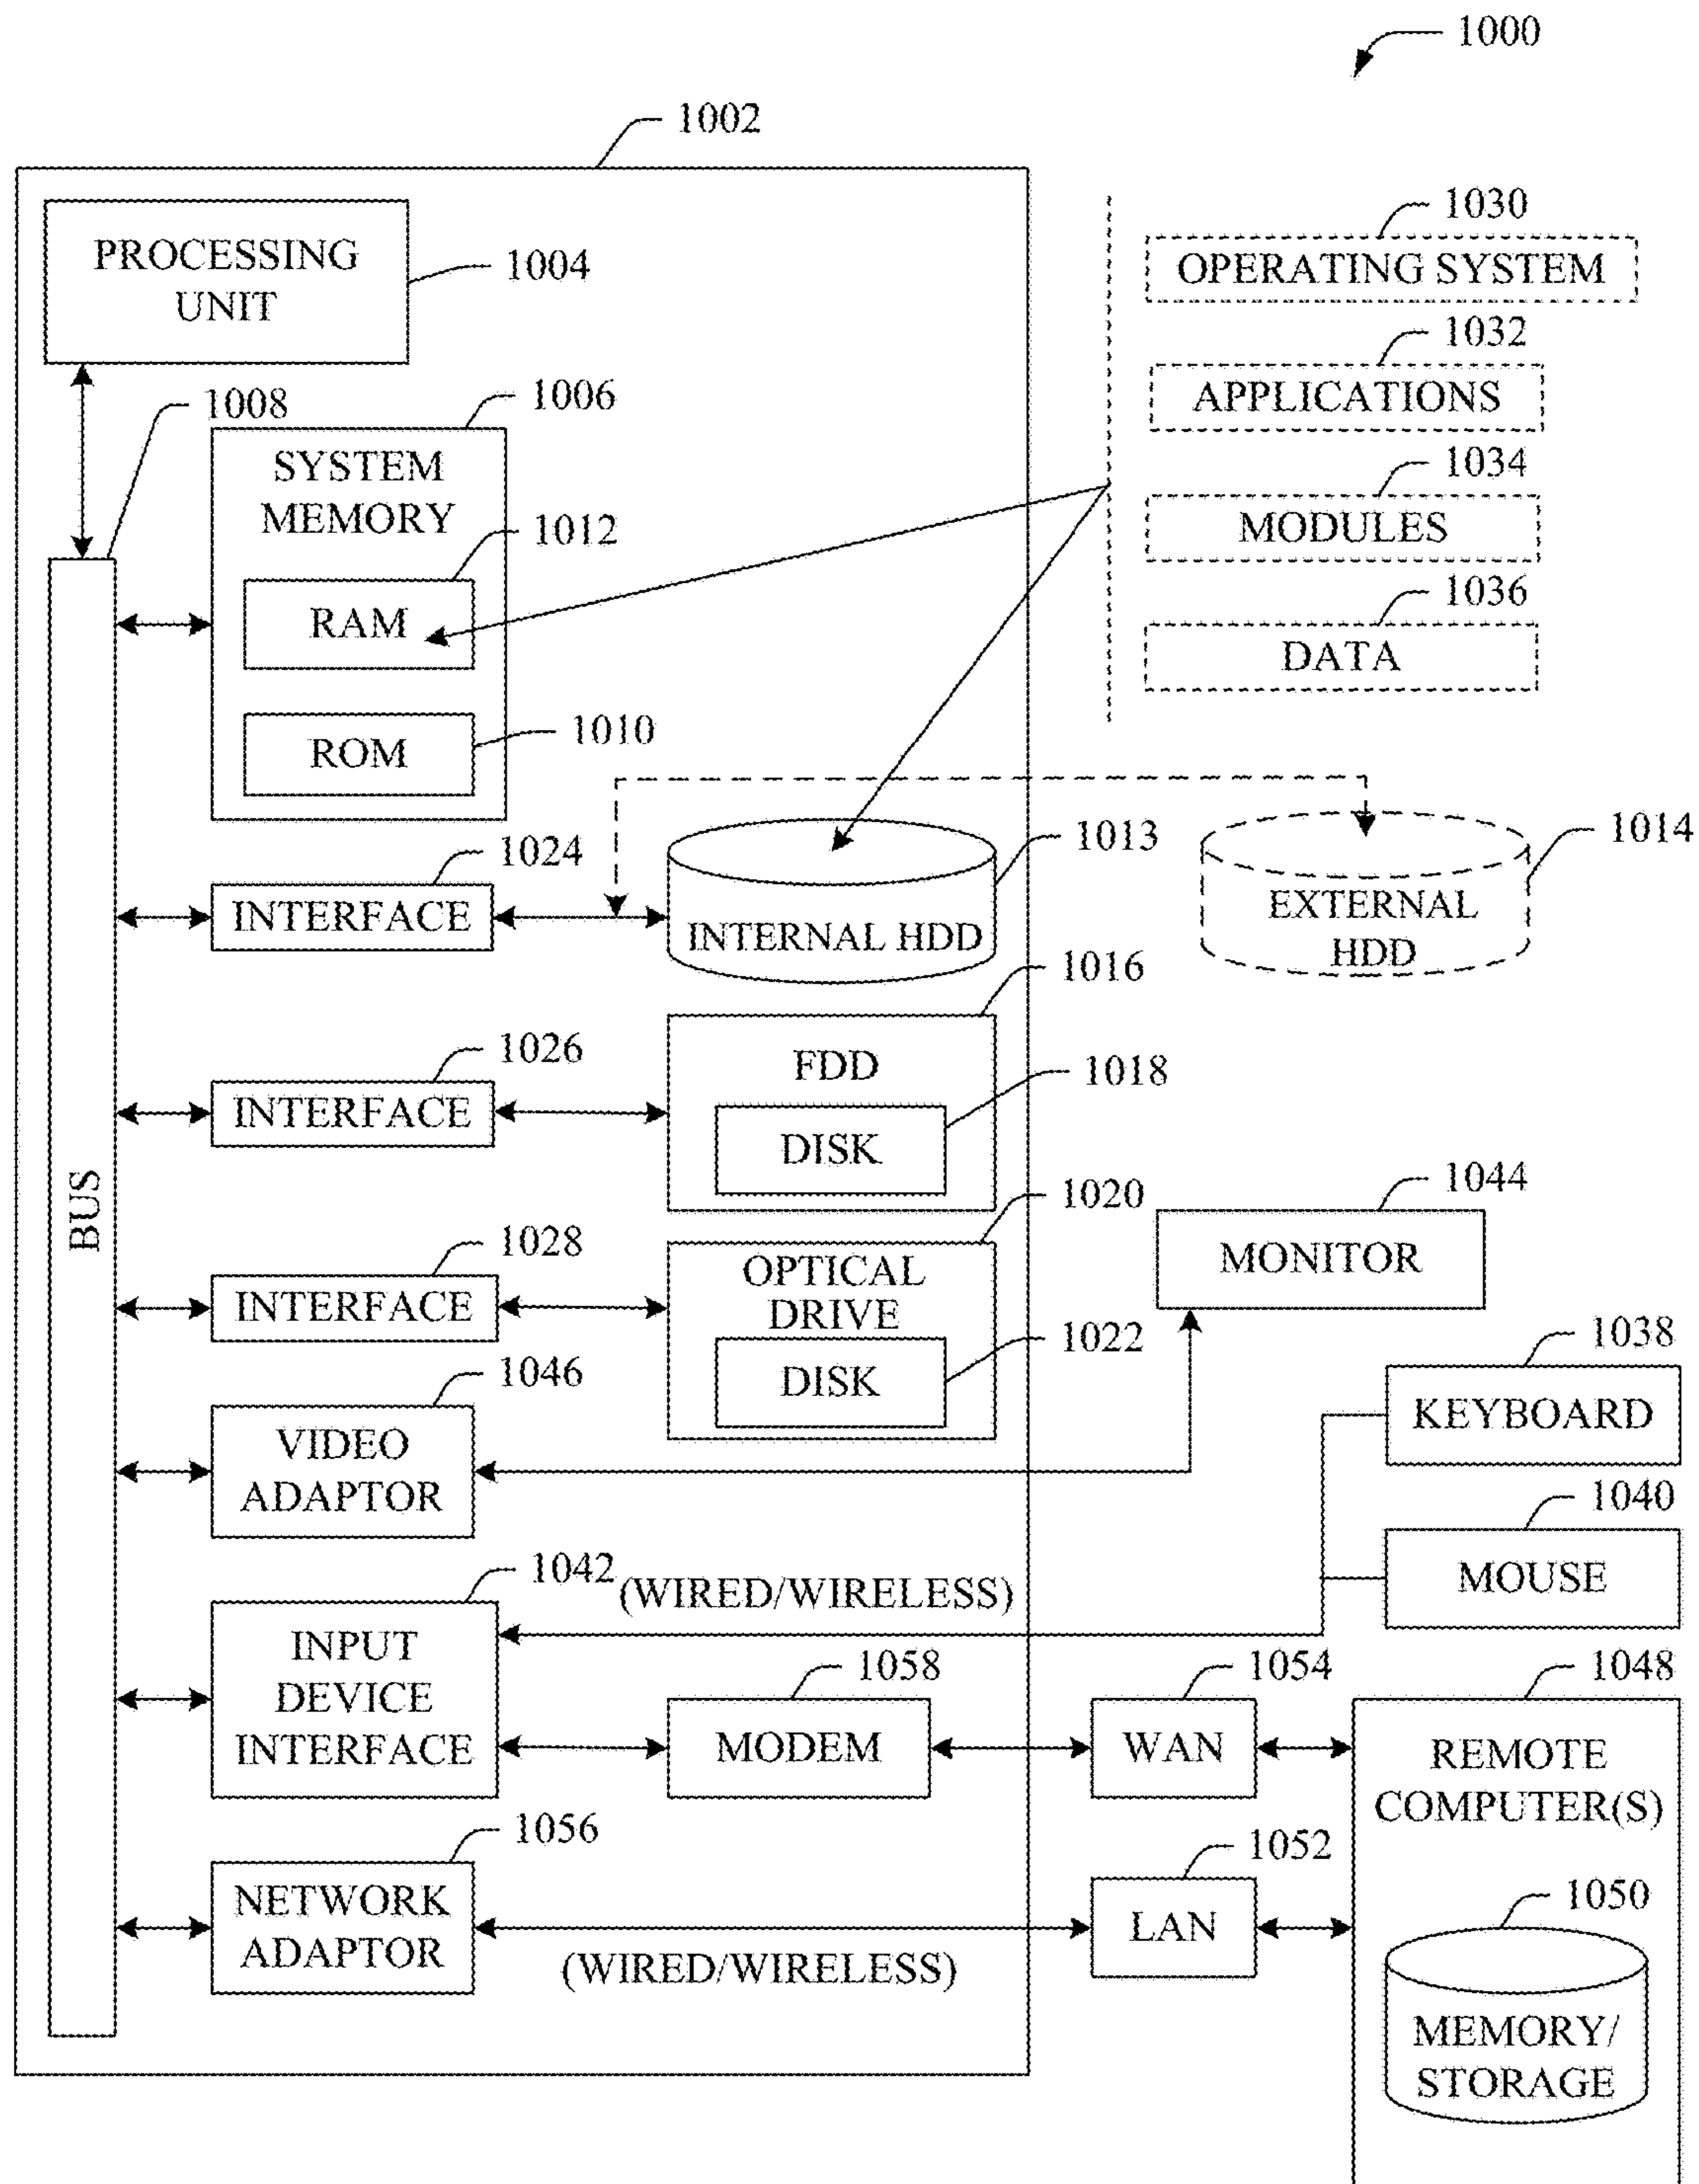 1000
1002
PROCESSING
UNIT
1004
1030
OPERATING SYSTEM
1032
APPLICATIONS
1034
MODULES
1036
DATA
1008
1006
SYSTEM
MEMORY
1012
RAM
1010
ROM
1024
INTERFACE
1013
INTERNAL HDD
1014
EXTERNAL
HDD
1026
INTERFACE
1016
FDD
1018
DISK
BUS
1028
INTERFACE
1020
OPTICAL
DRIVE
1022
DISK
1044
MONITOR
1046
VIDEO
ADAPTOR
1038
KEYBOARD
1040
MOUSE
1042
(WIRED/WIRELESS)
INPUT
DEVICE
INTERFACE
1058
MODEM
1054
WAN
1048
REMOTE
COMPUTER(S)
1056
NETWORK
ADAPTOR
(WIRED/WIRELESS)
1052
LAN
1050
MEMORY/
STORAGE